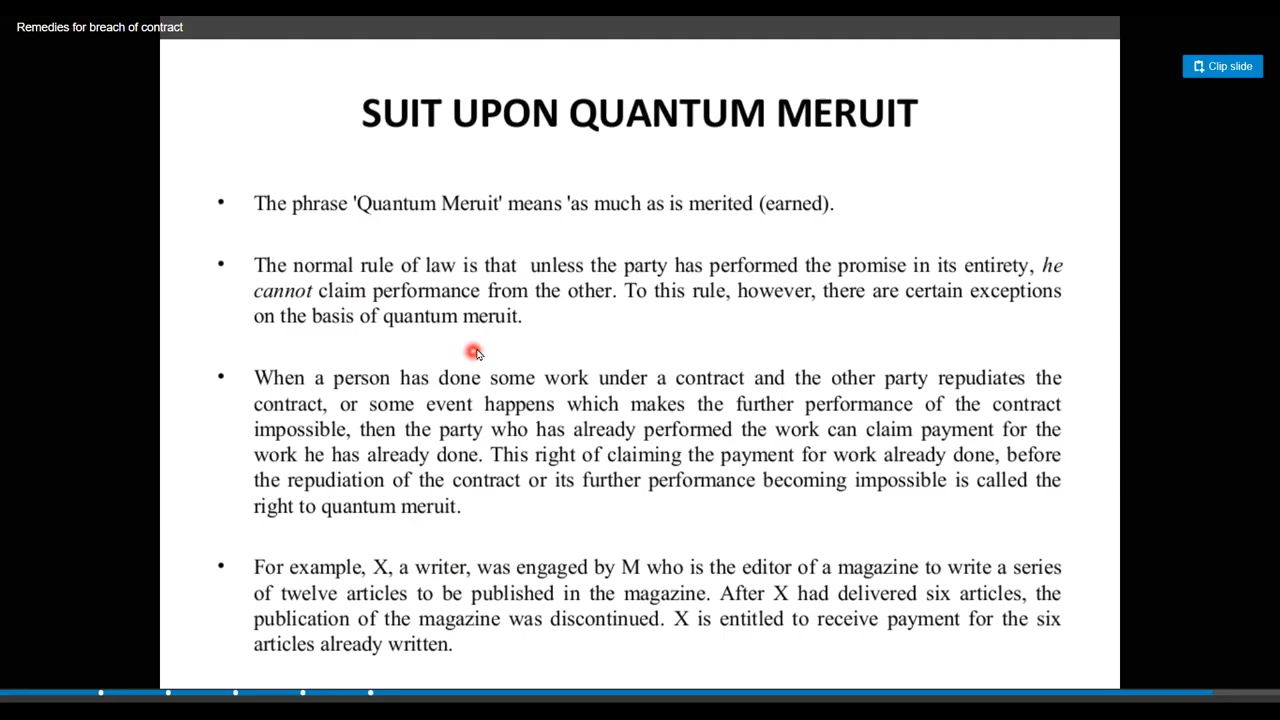 Remedies for breach of contract
Clip slide
SUIT UPON QUANTUM MERUIT
• The phrase 'Quantum Meruit' means 'as much as is merited (earned).
• The normal rule of law is that unless the party has performed the promise in its entirety, he
cannot claim performance from the other. To this rule, however, there are certain exceptions
on the basis of quantum meruit.
• When a person has done some work under a contract and the other party repudiates the
contract, or some event happens which makes the further performance of the contract
impossible, then the party who has already performed the work can claim payment for the
work he has already done. This right of claiming the payment for work already done, before
the repudiation of the contract or its further performance becoming impossible is called the
right to quantum meruit.
• For example, X, a writer, was engaged by M who is the editor of a magazine to write a series
of twelve articles to be published in the magazine. After X had delivered six articles, the
publication of the magazine was discontinued. X is entitled to receive payment for the six
articles already written.